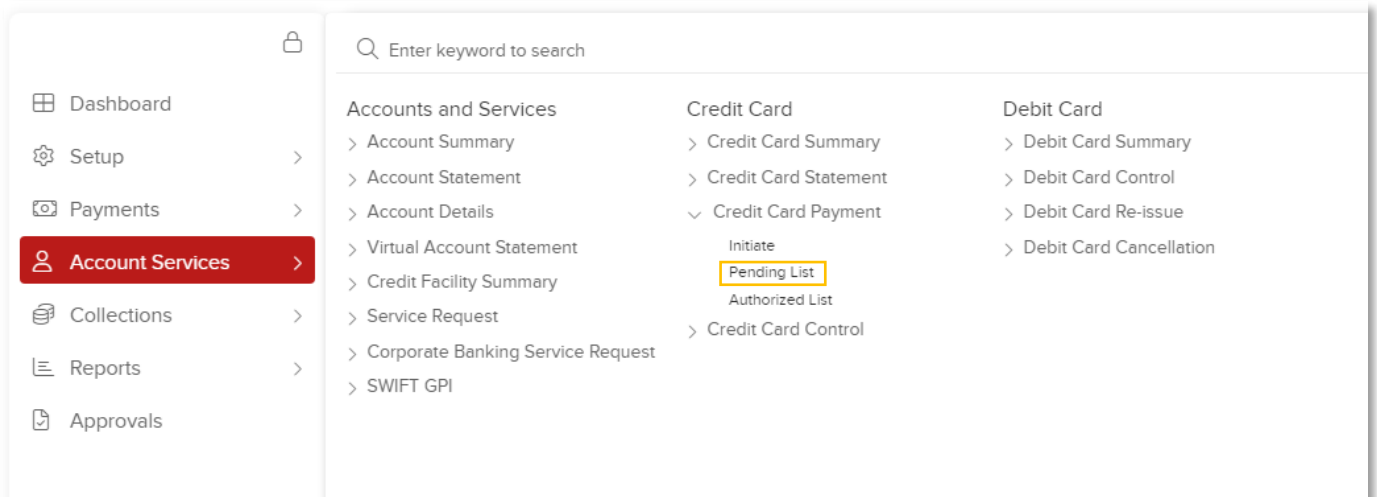 Enter keyword to search
Dashboard
Setup
Payments
Account Services
Collections
Reports
Approvals
Accounts and Services
Account Summary
Account Statement
Account Details
Virtual Account Statement
Credit Facility Summary
Service Request
Corporate Banking Service Request
SWIFT GPI
Credit Card
Credit Card Summary
Credit Card Statement
Credit Card Payment
Initiate
Pending List
Authorized List
Credit Card Control
Debit Card
Debit Card Summary
Debit Card Control
Debit Card Re-issue
Debit Card Cancellation